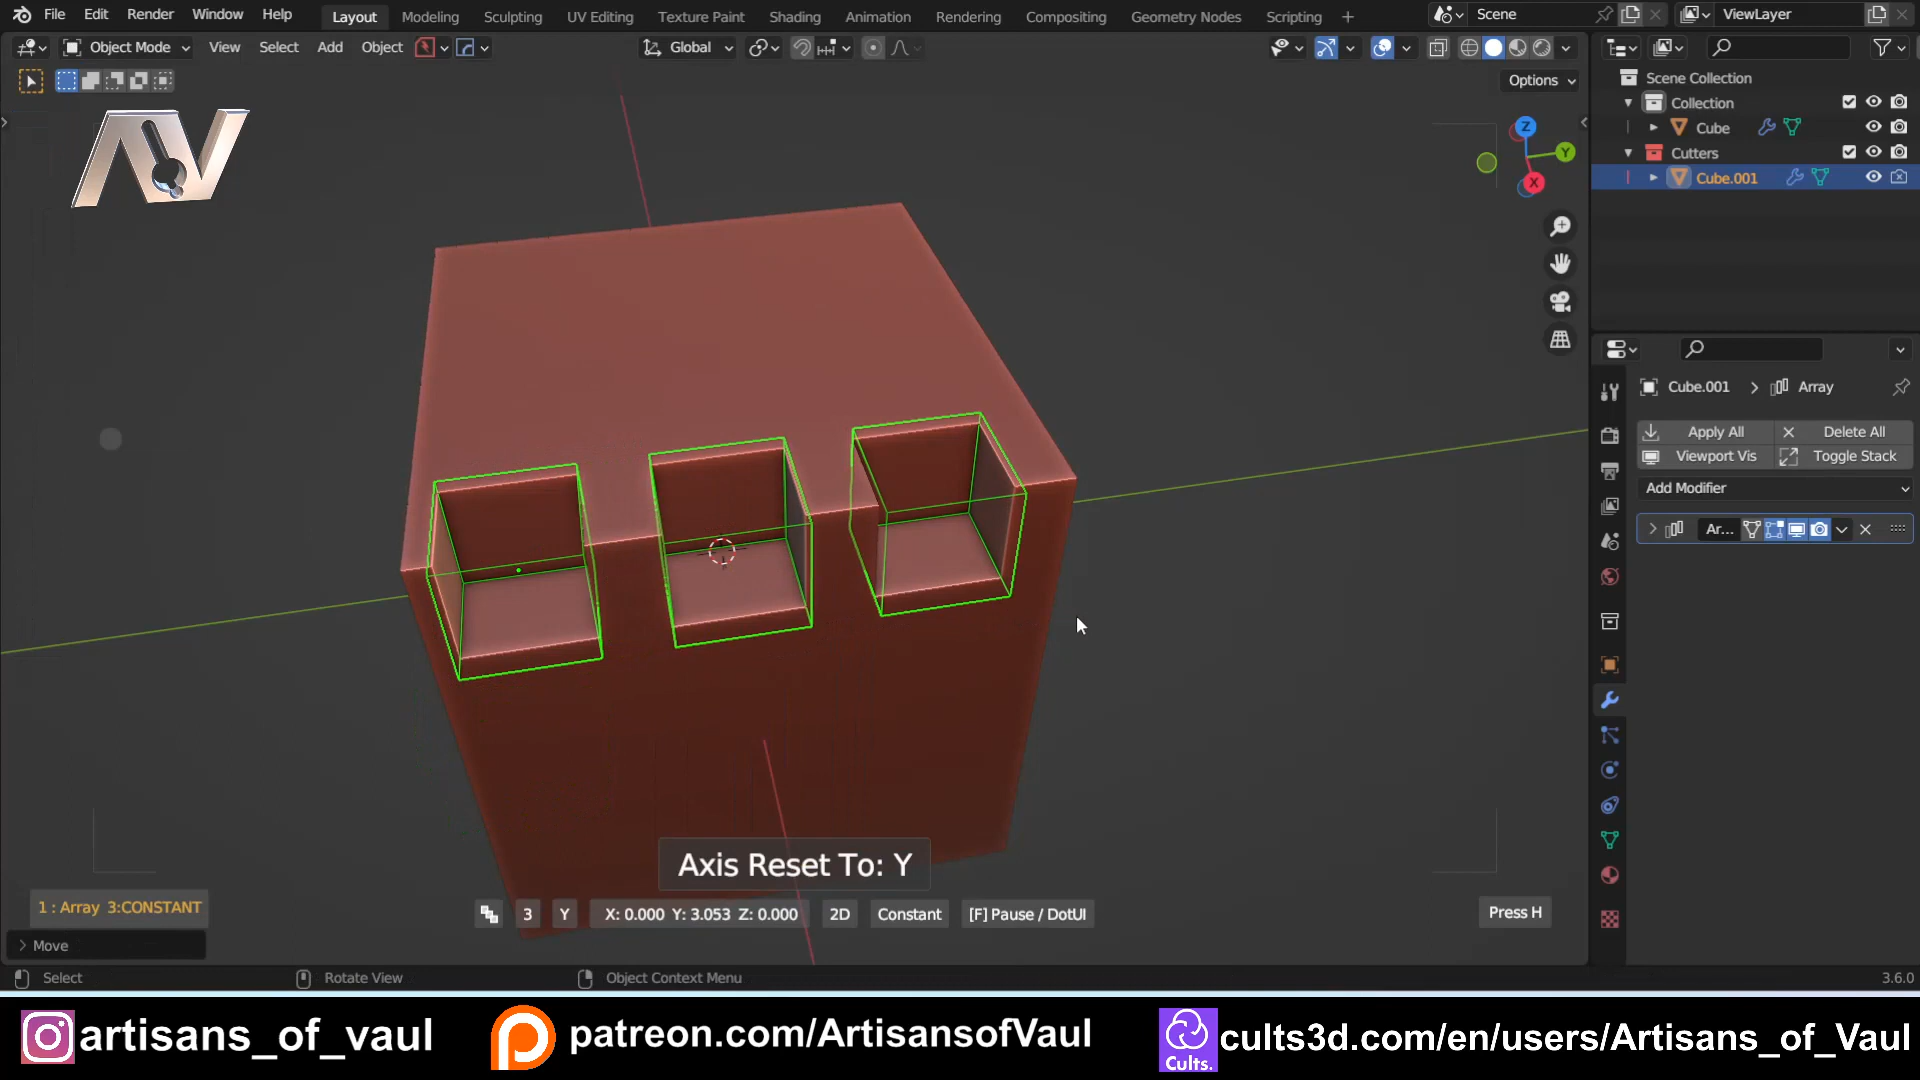 File Edit Render Window Help Layout Modeling Sculpting UV Editing Texture Paint Shading Animation Rendering Compositing Geometry Nodes Scripting + Scene ViewLayer
Object Mode View Select Add Object Global
Options
AV
Z
Y
X
Scene Collection
Collection
Cube
Cutters
Cube.001
Cube.001 > Array
Apply All Delete All
Viewport Vis Toggle Stack
Add Modifier
Ar...
Axis Reset To: Y
1 : Array 3:CONSTANT
3 Y X: 0.000 Y: 3.053 Z: 0.000 2D Constant [F] Pause / DotUI
Press H
Move
Select Rotate View Object Context Menu 3.6.0
artisans_of_vaul patreon.com/ArtisansofVaul Cults. cults3d.com/en/users/Artisans_of_Vaul